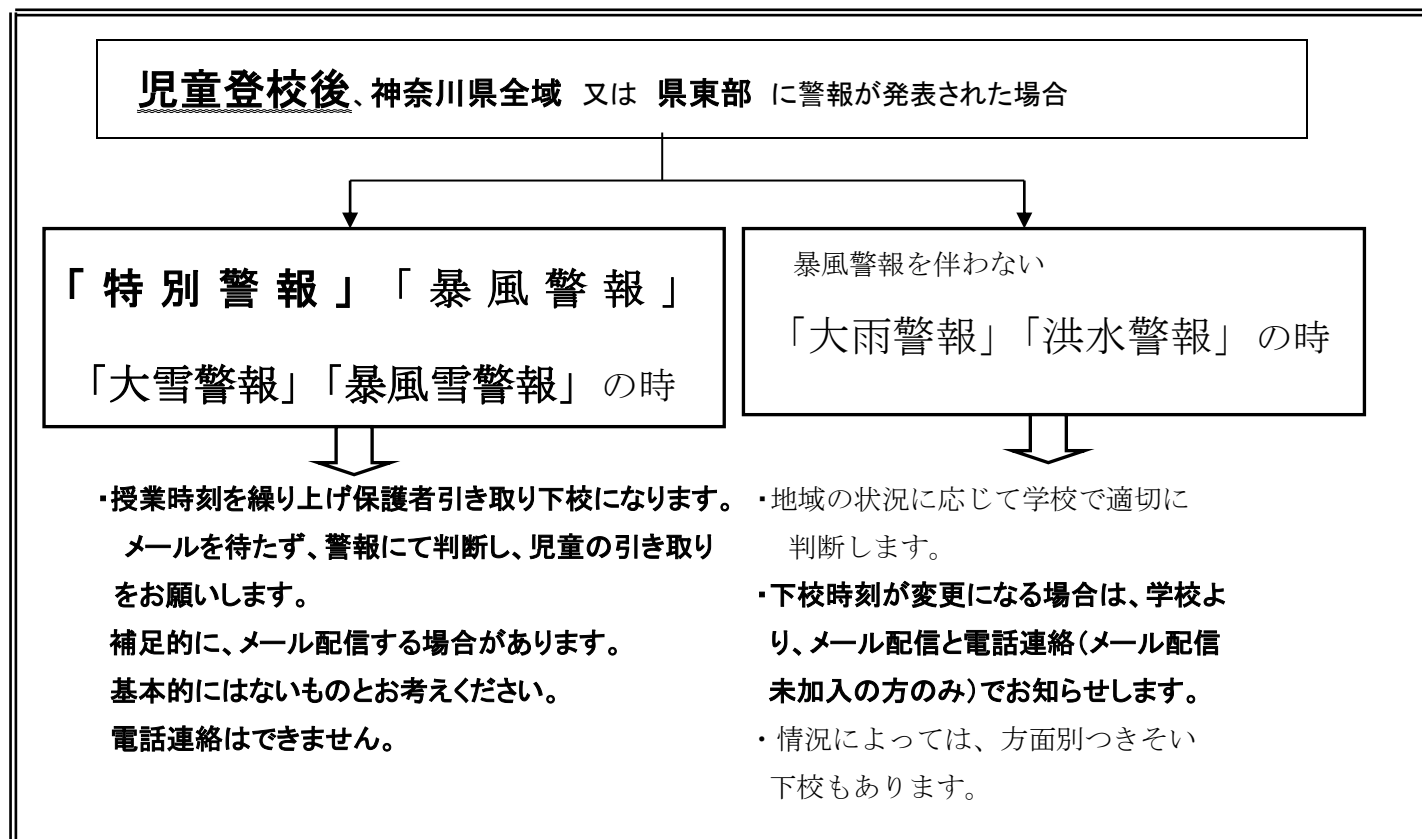 児童登校後、神奈川県全域 又は 県東部 に警報が発表された場合
「特別警報」「暴風警報」
「大雪警報」「暴風雪警報」の時
・授業時刻を繰り上げ保護者引き取り下校になります。
メールを待たず、警報にて判断し、児童の引き取り
をお願いします。
補足的に、メール配信する場合があります。
基本的にはないものとお考えください。
電話連絡はできません。
暴風警報を伴わない
「大雨警報」「洪水警報」の時
・地域の状況に応じて学校で適切に
判断します。
・下校時刻が変更になる場合は、学校よ
り、メール配信と電話連絡(メール配信
未加入の方のみ)でお知らせします。
・情況によっては、方面別つきそい
下校もあります。